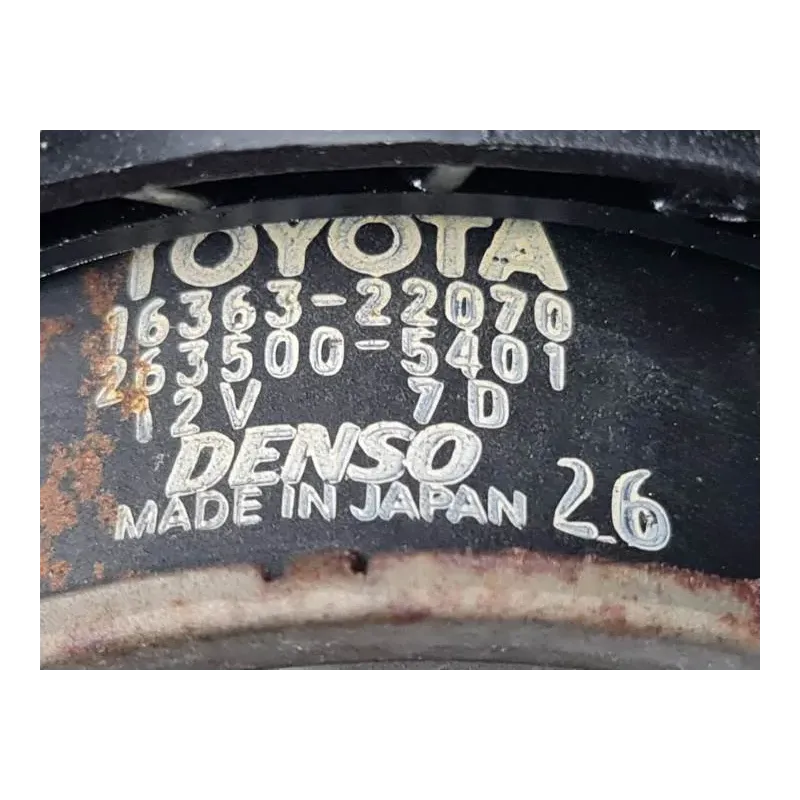 TOYOTA
16363-22070
263500-5401
12V 7D
DENSO
MADE IN JAPAN 26